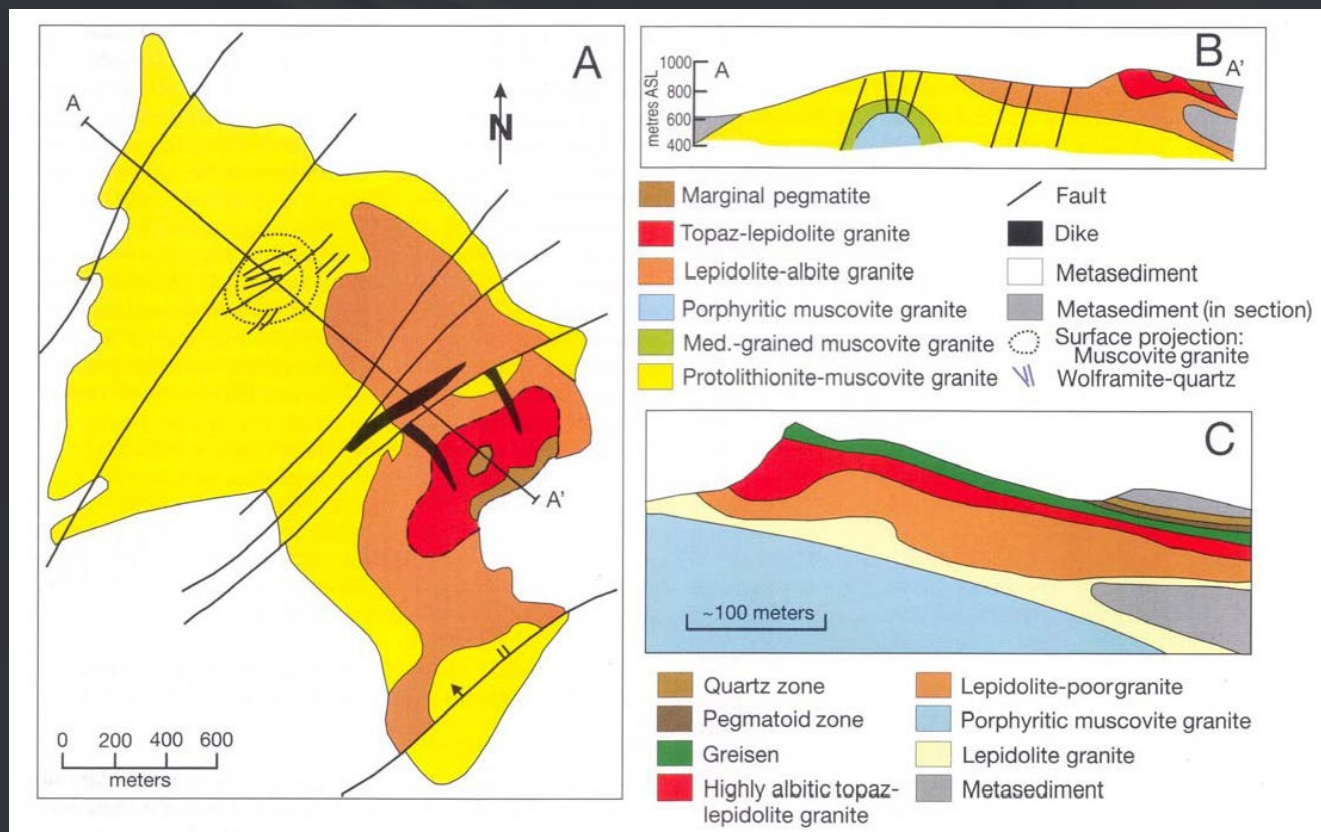 A
A
N
A'
0 200 400 600
meters
B
A
A'
metres ASL
1000
800
600
400
Marginal pegmatite
Topaz-lepidolite granite
Lepidolite-albite granite
Porphyritic muscovite granite
Med.-grained muscovite granite
Protolithionite-muscovite granite
Fault
Dike
Metasediment
Metasediment (in section)
Surface projection:
Muscovite granite
Wolframite-quartz
C
~100 meters
Quartz zone
Pegmatoid zone
Greisen
Highly albitic topaz-
lepidolite granite
Lepidolite-poorgranite
Porphyritic muscovite granite
Lepidolite granite
Metasediment